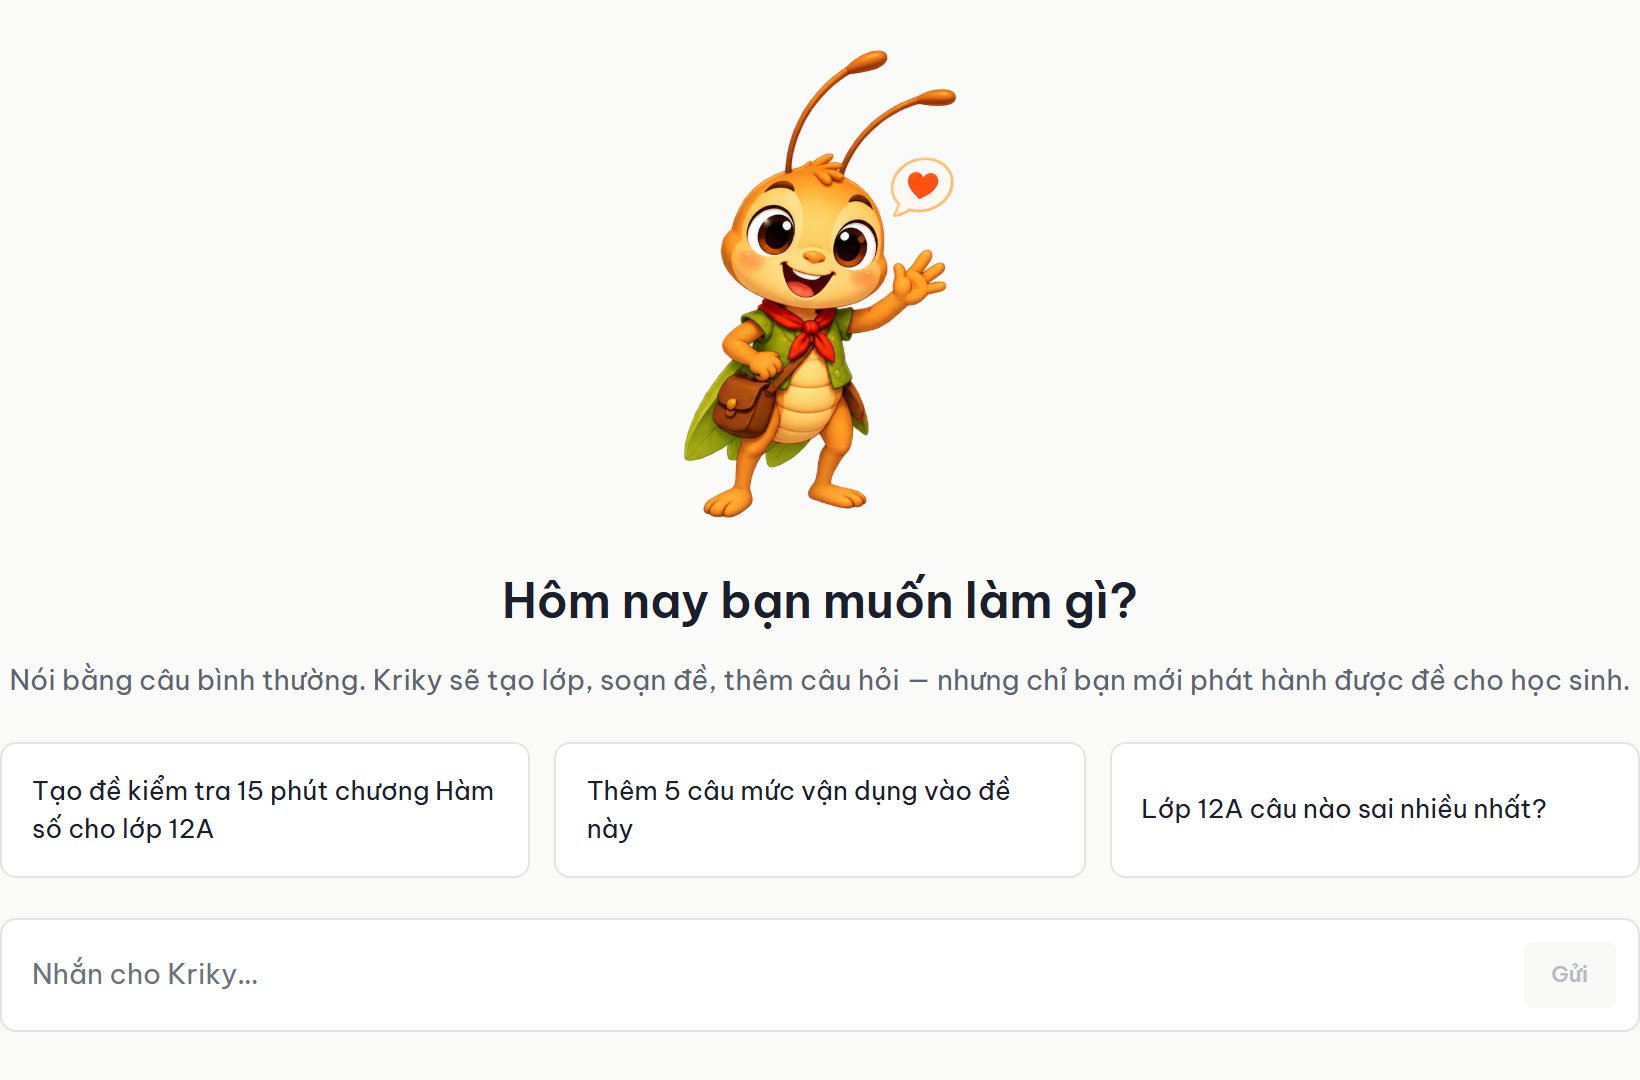 Hôm nay bạn muốn làm gì?
Nói bằng câu bình thường. Kriky sẽ tạo lớp, soạn đề, thêm câu hỏi — nhưng chỉ bạn mới phát hành được đề cho học sinh.
Tạo đề kiểm tra 15 phút chương Hàm
số cho lớp 12A
Thêm 5 câu mức vận dụng vào đề
này
Lớp 12A câu nào sai nhiều nhất?
Nhắn cho Kriky...
Gửi